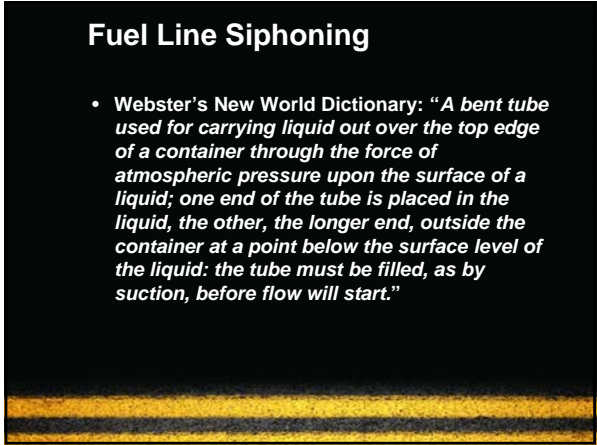 Fuel Line Siphoning
• Webster's New World Dictionary: “A bent tube
used for carrying liquid out over the top edge
of a container through the force of
atmospheric pressure upon the surface of a
liquid; one end of the tube is placed in the
liquid, the other, the longer end, outside the
container at a point below the surface level of
the liquid: the tube must be filled, as by
suction, before flow will start.”